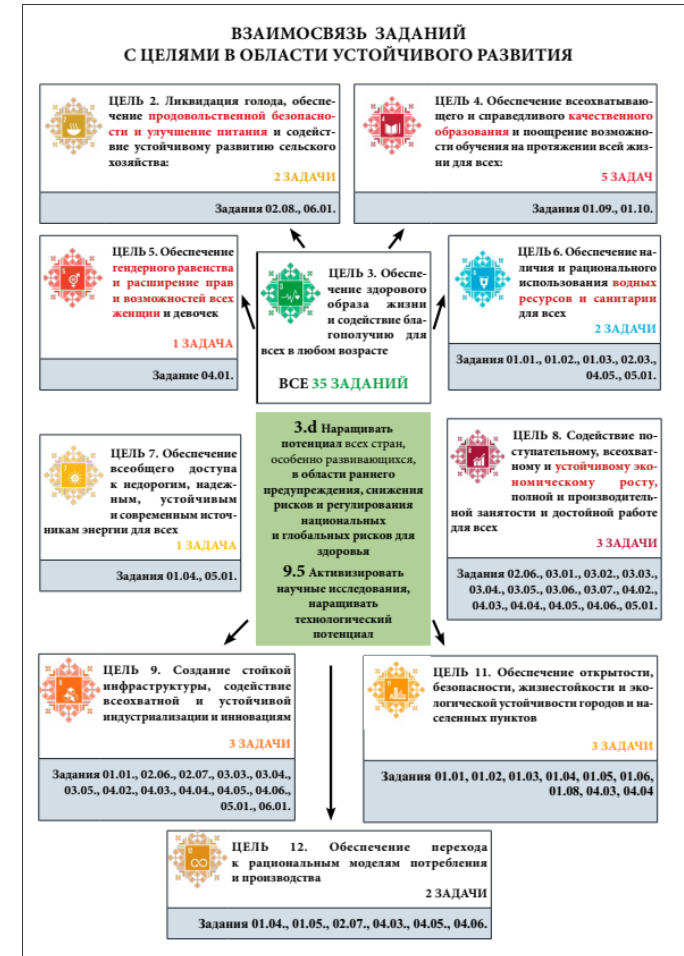 ВЗАИМОСВЯЗЬ ЗАДАНИЙ
С ЦЕЛЯМИ В ОБЛАСТИ УСТОЙЧИВОГО РАЗВИТИЯ
ЦЕЛЬ 2. Ликвидация голода, обеспе-
чение продовольственной безопасно-
сти и улучшение питания и содейст-
вие устойчивому развитию сельского
хозяйства:
2 ЗАДАЧИ
Задания 02.08., 06.01.
ЦЕЛЬ 4. Обеспечение всеохватываю-
щего и справедливого качественного
образования и поощрение возможно-
сти обучения на протяжении всей жиз-
ни для всех:
5 ЗАДАЧ
Задания 01.09., 01.10.
ЦЕЛЬ 5. Обеспечение
гендерного равенства
и расширение прав
и возможностей всех
женщин и девочек
1 ЗАДАЧА
Задание 04.01.
ЦЕЛЬ 3. Обеспе-
чение здорового
образа жизни
и содействие бла-
гополучию для
всех в любом возрасте
ВСЕ 35 ЗАДАНИЙ
ЦЕЛЬ 6. Обеспечение на-
личия и рационального
использования водных
ресурсов и санитарии
для всех
2 ЗАДАЧИ
Задания 01.01., 01.02., 01.03., 02.03.,
04.05., 05.01.
3.d Наращивать
потенциал всех стран,
особенно развивающихся,
в области раннего
предупреждения, снижения
рисков и регулирования
национальных
и глобальных рисков для
здоровья
9.5 Активизировать
научные исследования,
наращивать
технологический
потенциал
ЦЕЛЬ 7. Обеспечение
всеобщего доступа
к недорогим, надеж-
ным, устойчивым
и современным источ-
никам энергии для всех
1 ЗАДАЧА
Задания 01.04., 05.01.
ЦЕЛЬ 8. Содействие по-
ступательному, всеохват-
ному и устойчивому эко-
номическому росту,
полной и производитель-
ной занятости и достойной работе
для всех
3 ЗАДАЧИ
Задания 02.06., 03.01., 03.02., 03.03.,
03.04., 03.05., 03.06., 03.07., 04.02.,
04.03., 04.04., 04.05., 04.06., 05.01.
ЦЕЛЬ 9. Создание стойкой
инфраструктуры, содействие
всеохватной и устойчивой
индустриализации и инновациям
3 ЗАДАЧИ
Задания 01.01., 02.06., 02.07., 03.03., 03.04.,
03.05., 04.02., 04.03., 04.04., 04.05., 04.06.,
05.01., 06.01.
ЦЕЛЬ 11. Обеспечение открытости,
безопасности, жизнестойкости и эко-
логической устойчивости городов и на-
селенных пунктов
3 ЗАДАЧИ
Задания 01.01, 01.02, 01.03, 01.04, 01.05, 01.06,
01.08, 04.03, 04.04
ЦЕЛЬ 12. Обеспечение перехода
к рациональным моделям потребления
и производства
2 ЗАДАЧИ
Задания 01.04., 01.05., 02.07., 04.03., 04.05., 04.06.